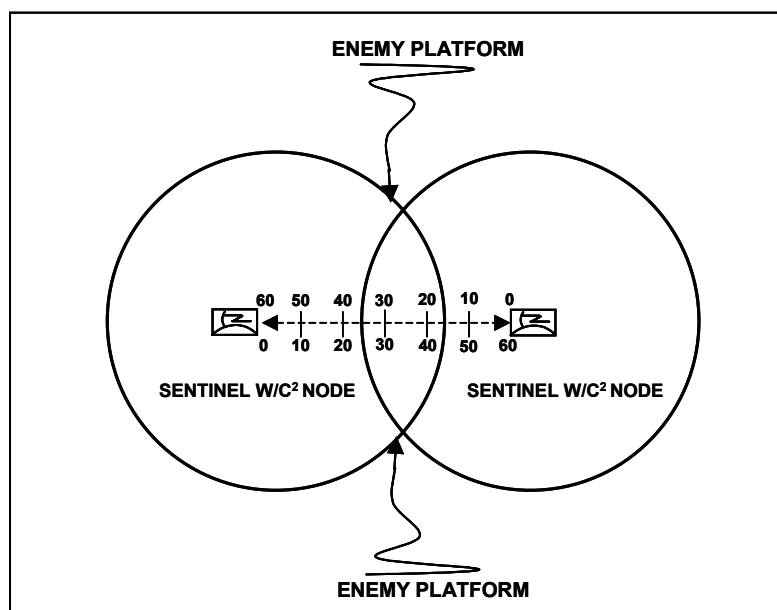 ENEMY PLATFORM
60 50 40 30 20 10 0
0 10 20 30 40 50 60
SENTINEL W/C² NODE SENTINEL W/C² NODE
ENEMY PLATFORM